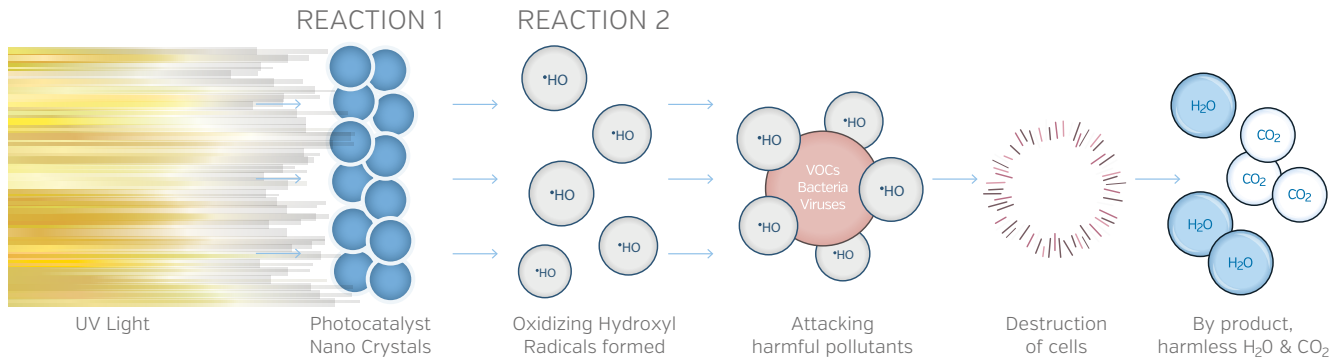 REACTION 1
REACTION 2
•HO
•HO
•HO
•HO
•HO
•HO
•HO
•HO
•HO
•HO
VOCs
Bacteria
Viruses
H₂O
CO₂
CO₂
CO₂
H₂O
H₂O
UV Light
Photocatalyst
Nano Crystals
Oxidizing Hydroxyl
Radicals formed
Attacking
harmful pollutants
Destruction
of cells
By product,
harmless H₂0 & CO₂